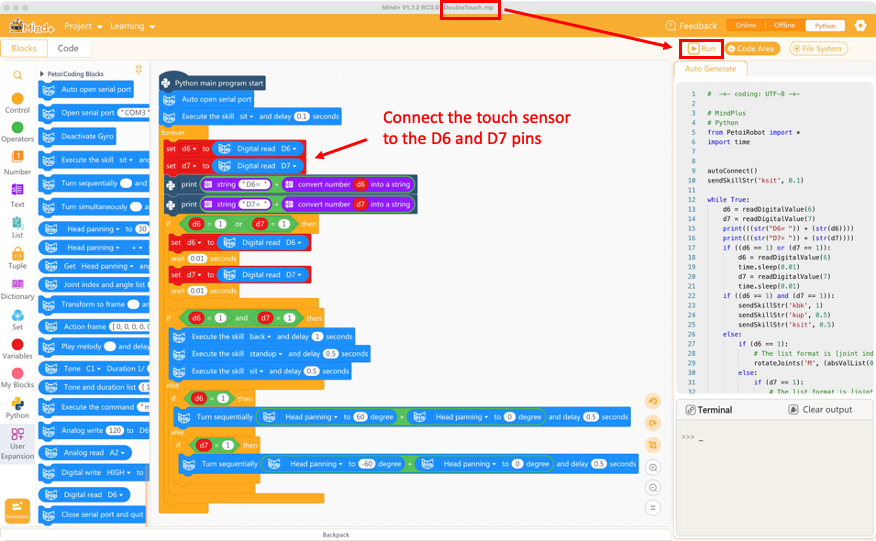 Mind+ V1.7.2 RC3.0 DoubleTouch.mp
Mind+ Project Learning Feedback Online Offline Python
Blocks Code Run Code Area File System
Petoi:Coding Blocks
Auto open serial port
Open serial port "COM3"
Deactivate Gyro
Execute the skill sit and
Turn sequentially and
Turn simultaneously and
Head panning to 30
Head panning +
Get Head panning an
Joint index and angle list
Transform to frame and
Action frame [0, 0, 0, 0,
Play melody and delay
Tone C1 Duration 1/
Tone and duration list [
Execute the command "m
Analog write 120 to D6
Analog read A2
Digital write HIGH to
Digital read D6
Close serial port and quit
Control
Operators
Number
Text
List
Tuple
Dictionary
Set
Variables
My Blocks
Python
User Expansion
Extensions
Python main program start
Auto open serial port
Execute the skill sit and delay 0.1 seconds
forever
set d6 to Digital read D6
set d7 to Digital read D7
print string "D6= " + convert number d6 into a string
print string "D7= " + convert number d7 into a string
if d6 = 1 or d7 = 1 then
set d6 to Digital read D6
wait 0.01 seconds
set d7 to Digital read D7
wait 0.01 seconds
if d6 = 1 and d7 = 1 then
Execute the skill back and delay 1 seconds
Execute the skill standup and delay 0.5 seconds
Execute the skill sit and delay 0.5 seconds
else
if d6 = 1 then
Turn sequentially Head panning to 60 degree + Head panning to 0 degree and delay 0.5 seconds
else
if d7 = 1 then
Turn sequentially Head panning to -60 degree + Head panning to 0 degree and delay 0.5 seconds
Connect the touch sensor
to the D6 and D7 pins
Backpack
Auto Generate
1 # -*- coding: UTF-8 -*-
2
3 # MindPlus
4 # Python
5 from PetoiRobot import *
6 import time
7
8
9 autoConnect()
10 sendSkillStr('ksit', 0.1)
11
12 while True:
13 d6 = readDigitalValue(6)
14 d7 = readDigitalValue(7)
15 print(((str("D6= ")) + (str(d6))))
16 print(((str("D7= ")) + (str(d7))))
17 if ((d6 == 1) or (d7 == 1)):
18 d6 = readDigitalValue(6)
19 time.sleep(0.01)
20 d7 = readDigitalValue(7)
21 time.sleep(0.01)
22 if ((d6 == 1) and (d7 == 1)):
23 sendSkillStr('kbk', 1)
24 sendSkillStr('kup', 0.5)
25 sendSkillStr('ksit', 0.5)
26 else:
27 if (d6 == 1):
28 # The list format is [joint ind
29 rotateJoints('M', (absValList(0
30 else:
31 if (d7 == 1):
32 # The list format is [joint
Terminal Clear output
>>> _